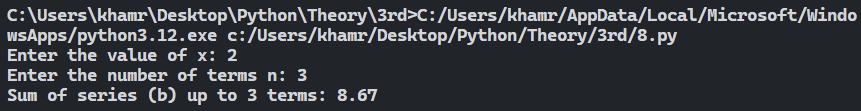 C:\Users\khamr\Desktop\Python\Theory\3rd>C:/Users/khamr/AppData/Local/Microsoft/Windo
wsApps/python3.12.exe c:/Users/khamr/Desktop/Python/Theory/3rd/8.py
Enter the value of x: 2
Enter the number of terms n: 3
Sum of series (b) up to 3 terms: 8.67